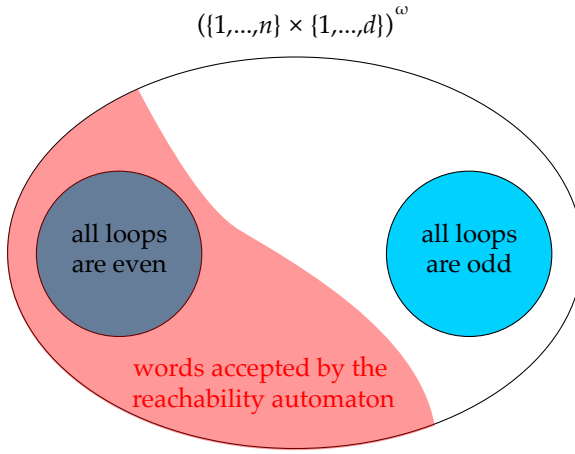 ({1,...,n} × {1,...,d})^ω
all loops
are even
all loops
are odd
words accepted by the
reachability automaton